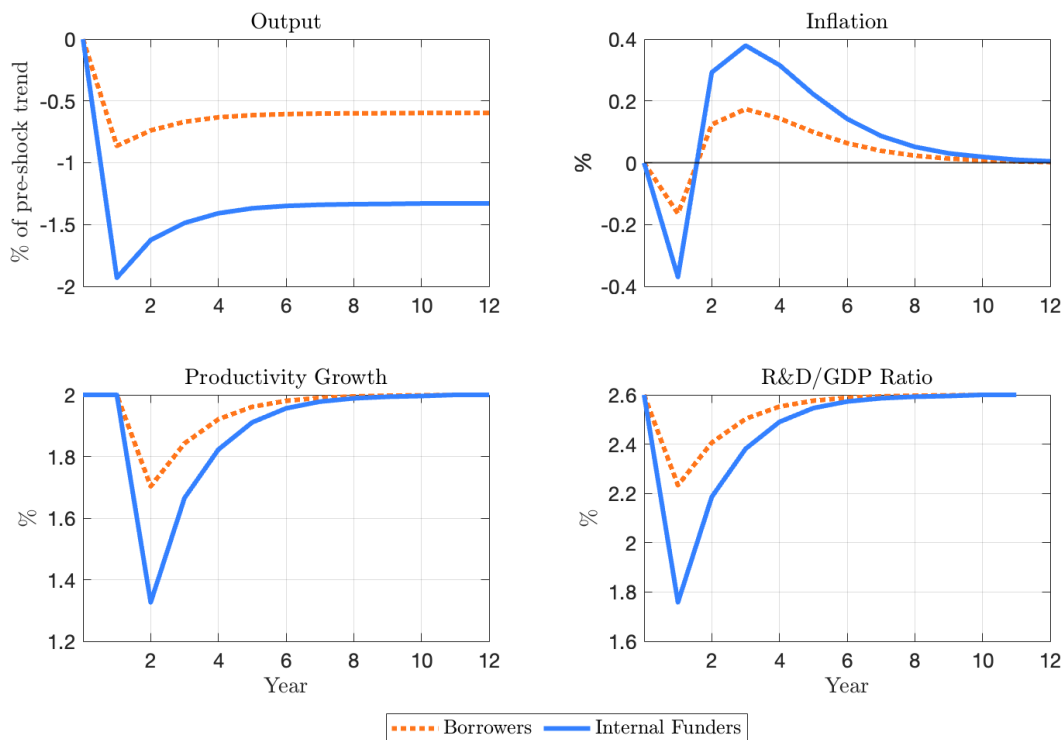 Output
% of pre-shock trend
0
-0.5
-1
-1.5
-2
2 4 6 8 10 12
Inflation
%
0.4
0.2
0
-0.2
-0.4
2 4 6 8 10 12
Productivity Growth
%
2
1.8
1.6
1.4
1.2
2 4 6 8 10 12
Year
R&D/GDP Ratio
%
2.6
2.4
2.2
2
1.8
1.6
2 4 6 8 10 12
Year
Borrowers Internal Funders